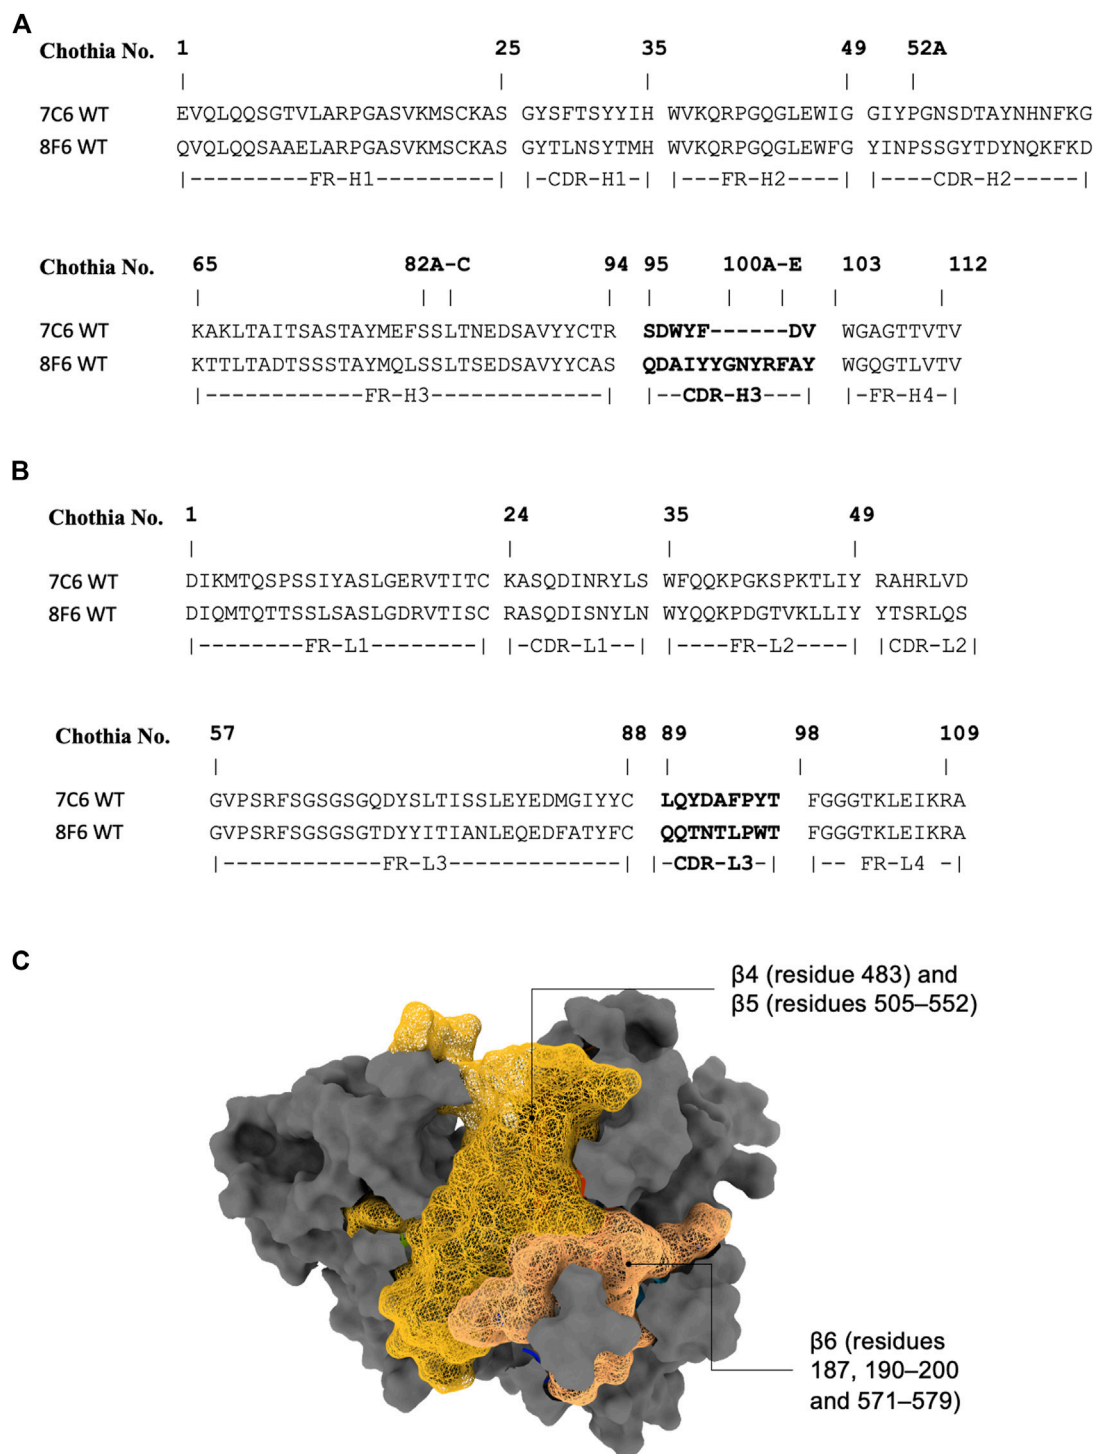 A
Chothia No. 1 25 35 49 52A
| | | | |
7C6 WT EVQLQQSGTVLARPGASVKMSCKAS GYSFTSYYIH WVKQRPGQGLEWIG GIYPGNSDTAYNHNFKG
8F6 WT QVQLQQSAAELARPGASVKMSCKAS GYTLNSYTMH WVKQRPGQGLEWFG YINPSSGYTDYNQKFKD
|---------FR-H1---------| |-CDR-H1-| |---FR-H2----| |----CDR-H2-----|
Chothia No. 65 82A-C 94 95 100A-E 103 112
| | | | | | | | |
7C6 WT KAKLTAITSASTAYMEFSSLTNEDSAVYYCTR SDWYF------DV WGAGTTVTV
8F6 WT KTTLTADTSSSTAYMQLSSLTSEDSAVYYCAS QDAIYYGNYRFAY WGQGTLVTV
|------------FR-H3--------------| |--CDR-H3---| |-FR-H4-|
B
Chothia No. 1 24 35 49
| | | |
7C6 WT DIKMTQSPSSIYASLGERVTITC KASQDINRYLS WFQQKPGKSPKTLIY RAHRLVD
8F6 WT DIQMTQTTSSLSASLGDRVTISC RASQDISNYLN WYQQKPDGTVKLLIY YTSRLQS
|--------FR-L1--------| |-CDR-L1--| |----FR-L2----| |CDR-L2|
Chothia No. 57 88 89 98 109
| | | | |
7C6 WT GVPSRFSGSGSGQDYSLTISSLEYEDMGIYYC LQYDAFPYT FGGGTKLEIKRA
8F6 WT GVPSRFSGSGSGTDYYITIANLEQEDFATYFC QQTNTLPWT FGGGTKLEIKRA
|------------FR-L3-------------| |-CDR-L3-| |-- FR-L4 -|
C
β4 (residue 483) and
β5 (residues 505–552)
β6 (residues
187, 190–200
and 571–579)